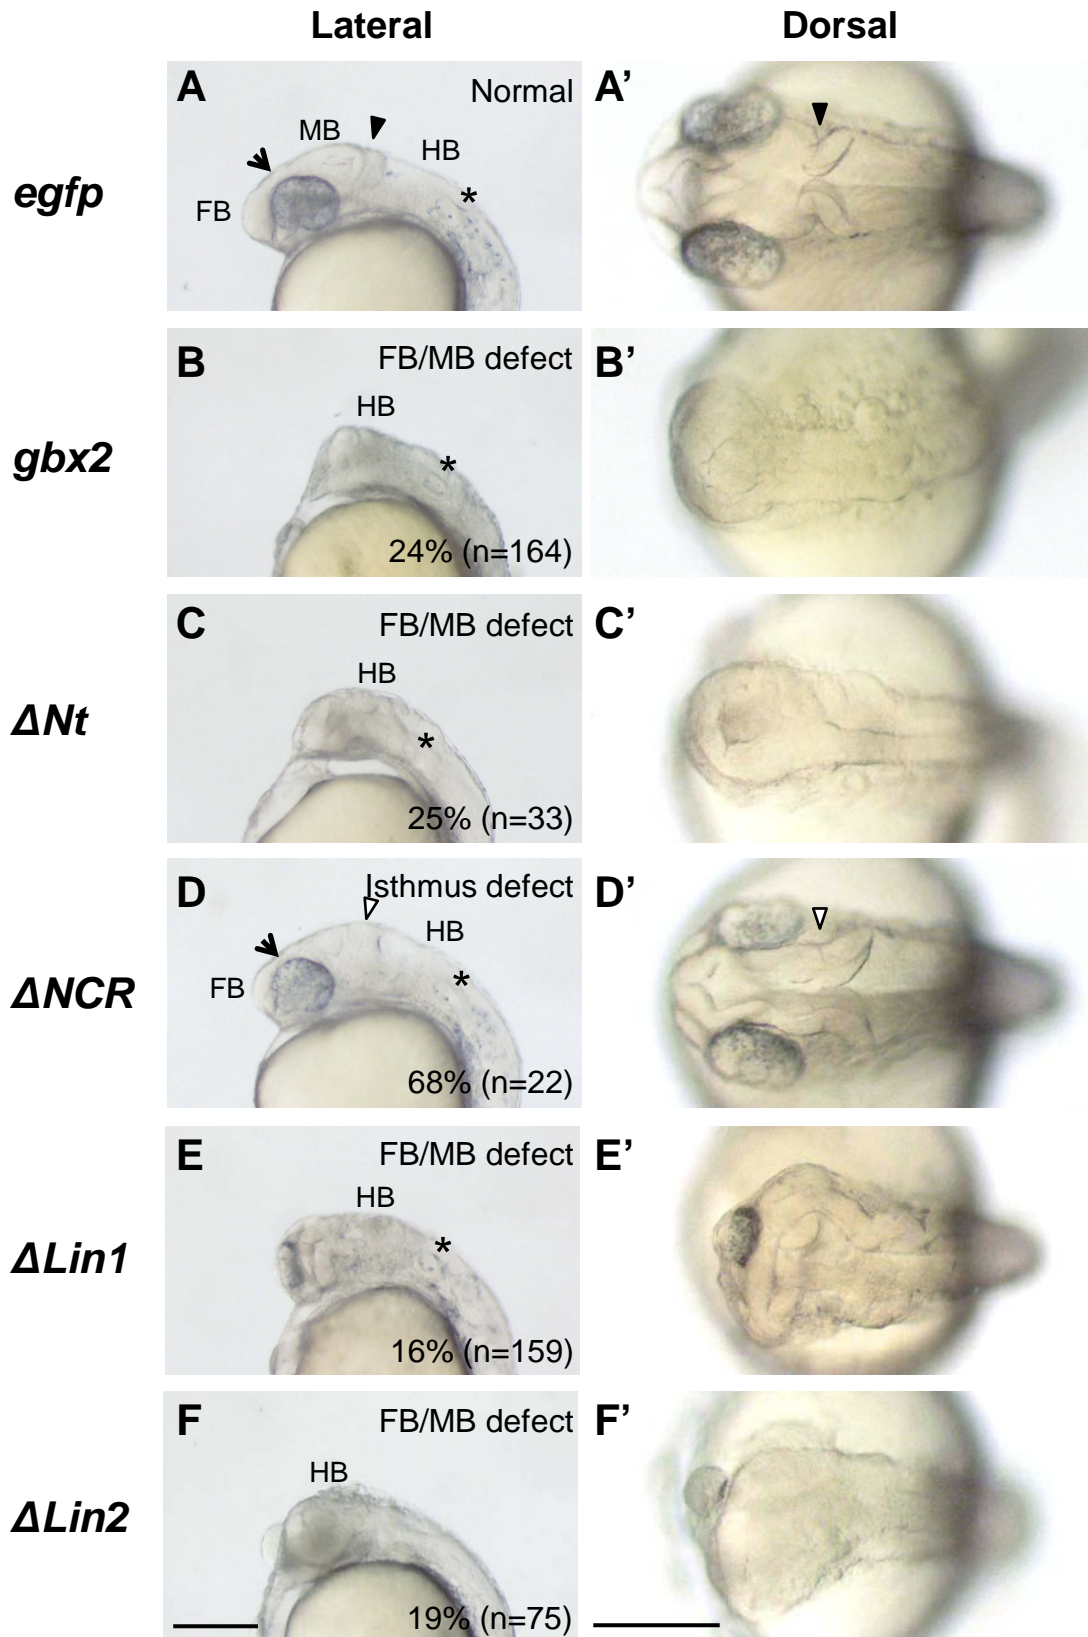 Lateral Dorsal
A Normal A’
MB
HB
*
FB
egfp
B FB/MB defect B’
HB
*
gbx2
24% (n=164)
C FB/MB defect C’
HB
*
ΔNt
25% (n=33)
D Isthmus defect D’
HB
*
FB
ΔNCR
68% (n=22)
E FB/MB defect E’
HB
*
ΔLin1
16% (n=159)
F FB/MB defect F’
HB
ΔLin2
19% (n=75)